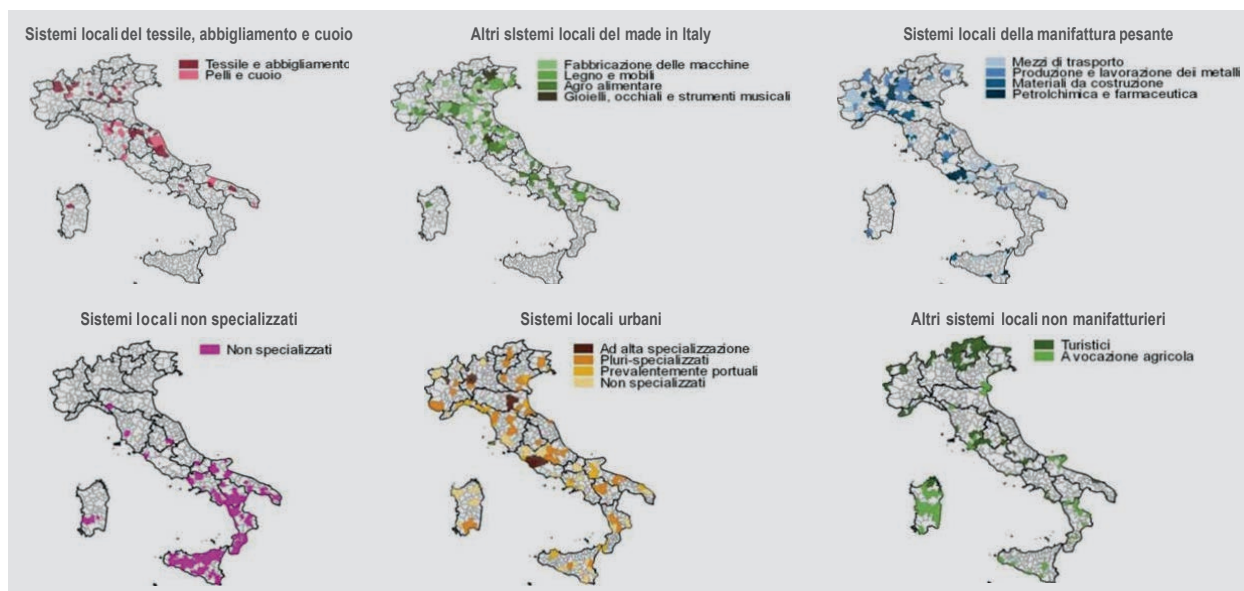 Sistemi locali del tessile, abbigliamento e cuoio
Tessile e abbigliamento
Pelli e cuoio
Altri sistemi locali del made in Italy
Fabbricazione delle macchine
Legno e mobili
Agro alimentare
Gioielli, occhiali e strumenti musicali
Sistemi locali della manifattura pesante
Mezzi di trasporto
Produzione e lavorazione dei metalli
Materiali da costruzione
Petrolchimica e farmaceutica
Sistemi locali non specializzati
Non specializzati
Sistemi locali urbani
Ad alta specializzazione
Pluri-specializzati
Prevalentemente portuali
Non specializzati
Altri sistemi locali non manifatturieri
Turistici
A vocazione agricola